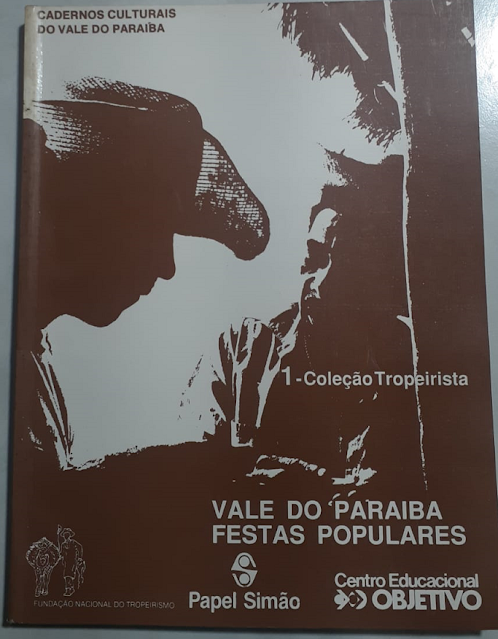 CADERNOS CULTURAIS
DO VALE DO PARAIBA
1-Coleção Tropeirista
VALE DO PARAIBA
FESTAS POPULARES
FUNDAÇÃO NACIONAL DO TROPEIRISMO
Papel Simão
Centro Educacional
OBJETIVO